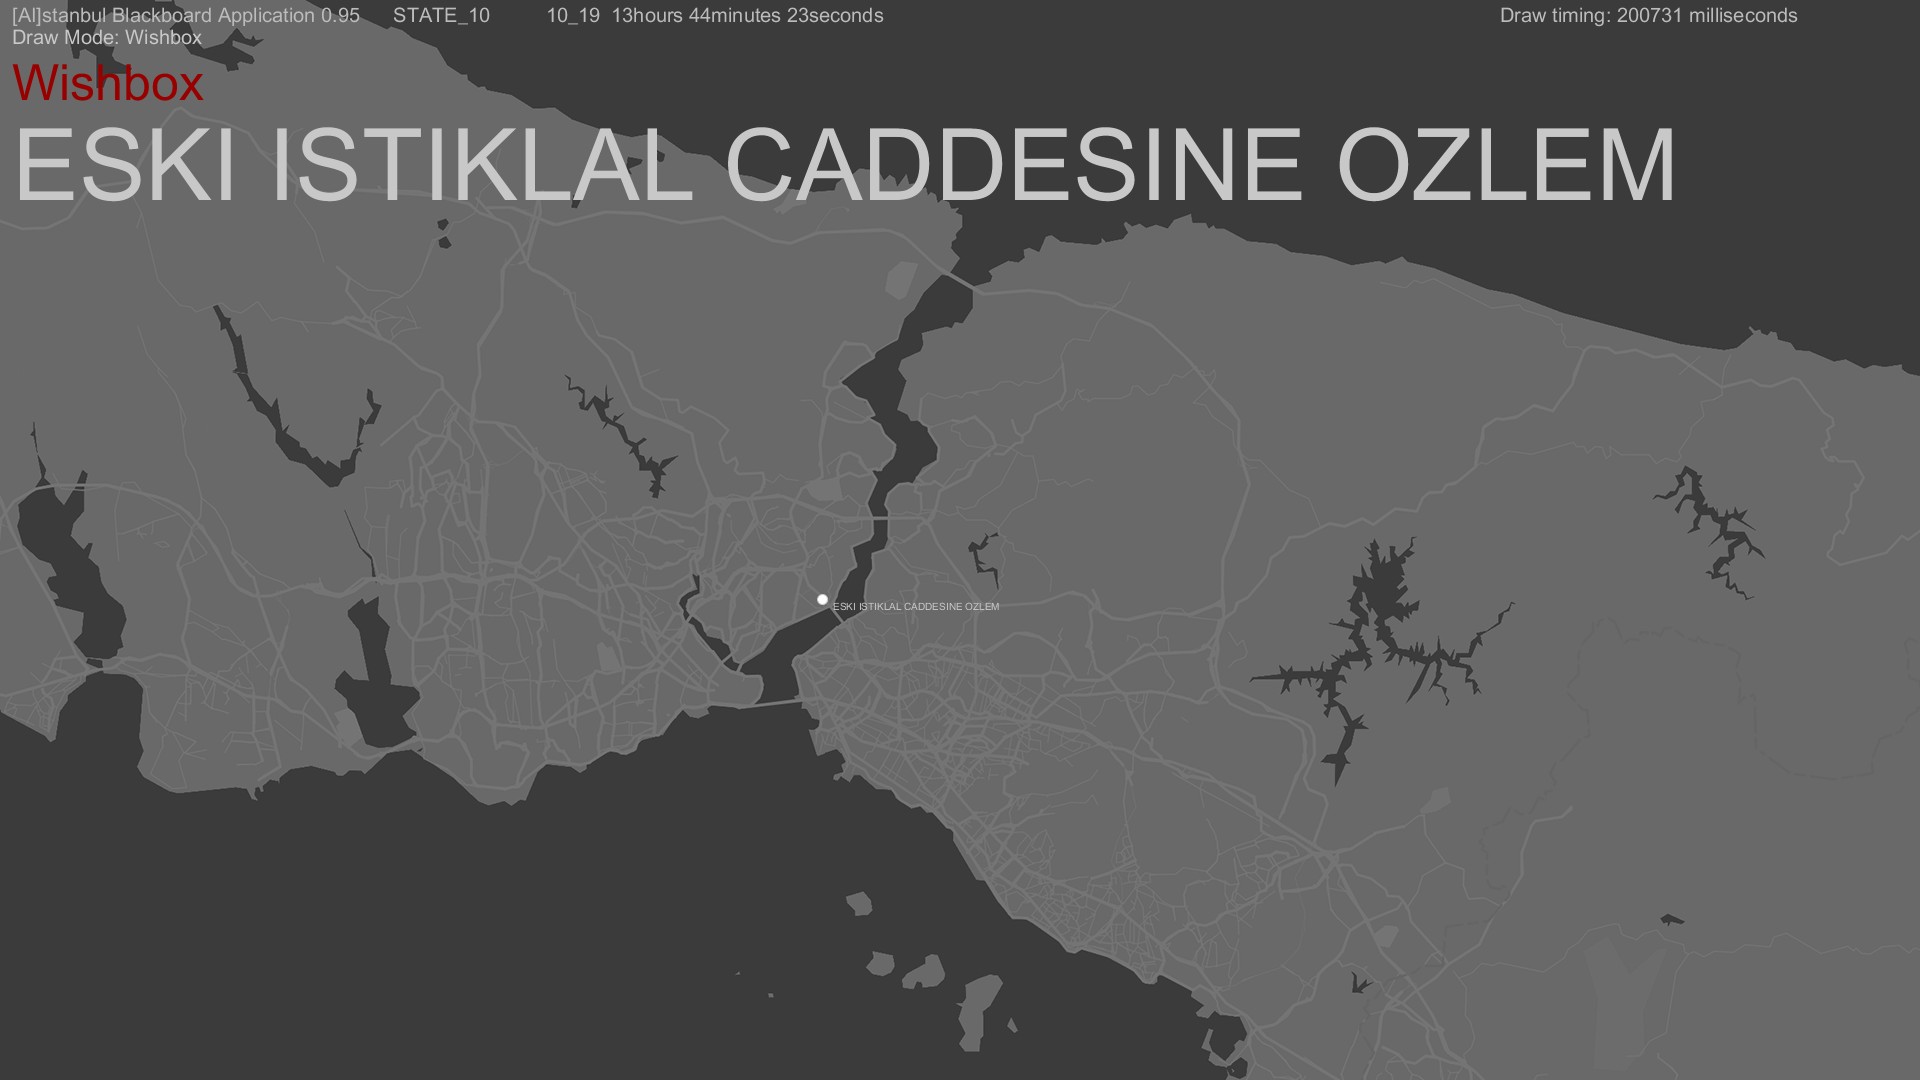 [AI]stanbul Blackboard Application 0.95 STATE_10 10_19 13hours 44minutes 23seconds Draw timing: 200731 milliseconds
Draw Mode: Wishbox
Wishbox
ESKI ISTIKLAL CADDESINE OZLEM
ESKI ISTIKLAL CADDESINE OZLEM